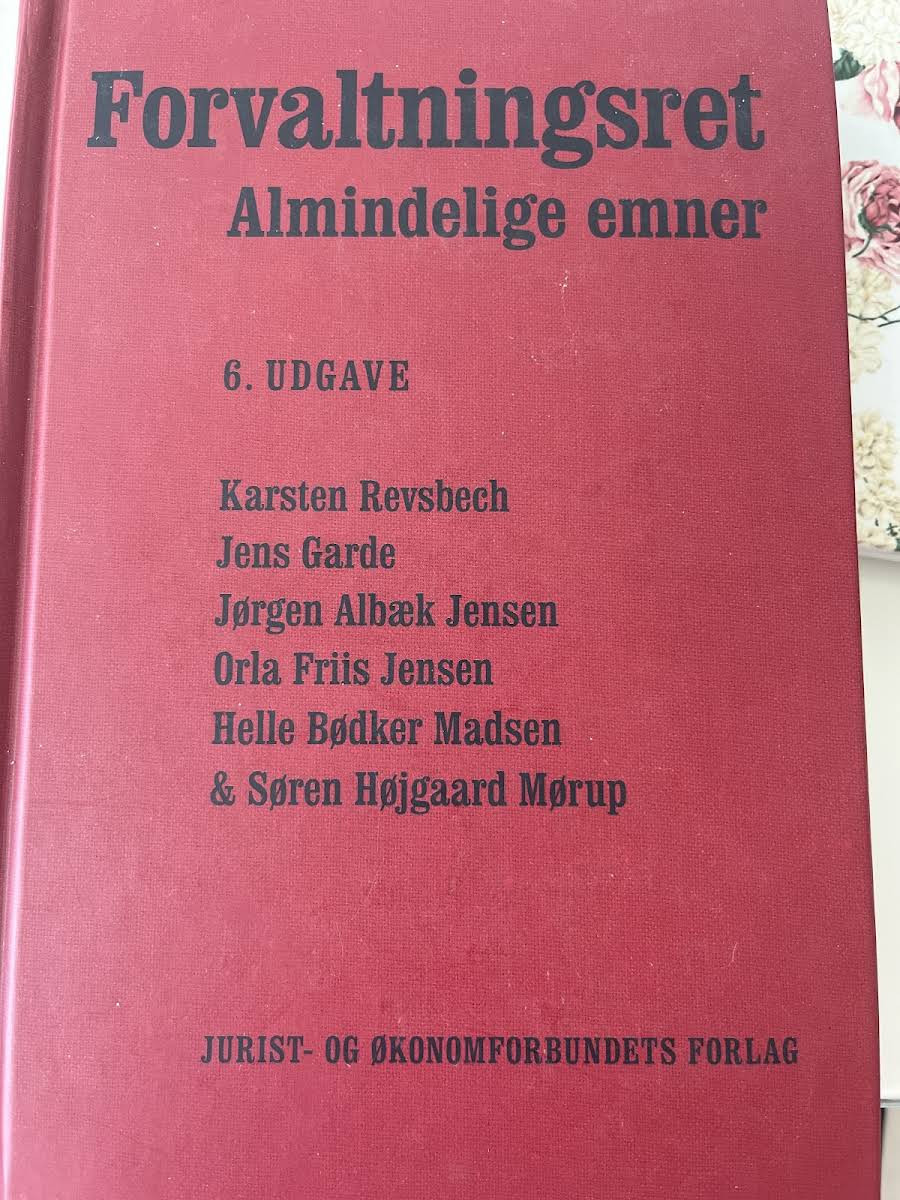 Forvaltningsret
Almindelige emner
6. UDGAVE
Karsten Revsbech
Jens Garde
Jørgen Albæk Jensen
Orla Friis Jensen
Helle Bødker Madsen
& Søren Højgaard Mørup
JURIST- OG ØKONOMFORBUNDETS FORLAG